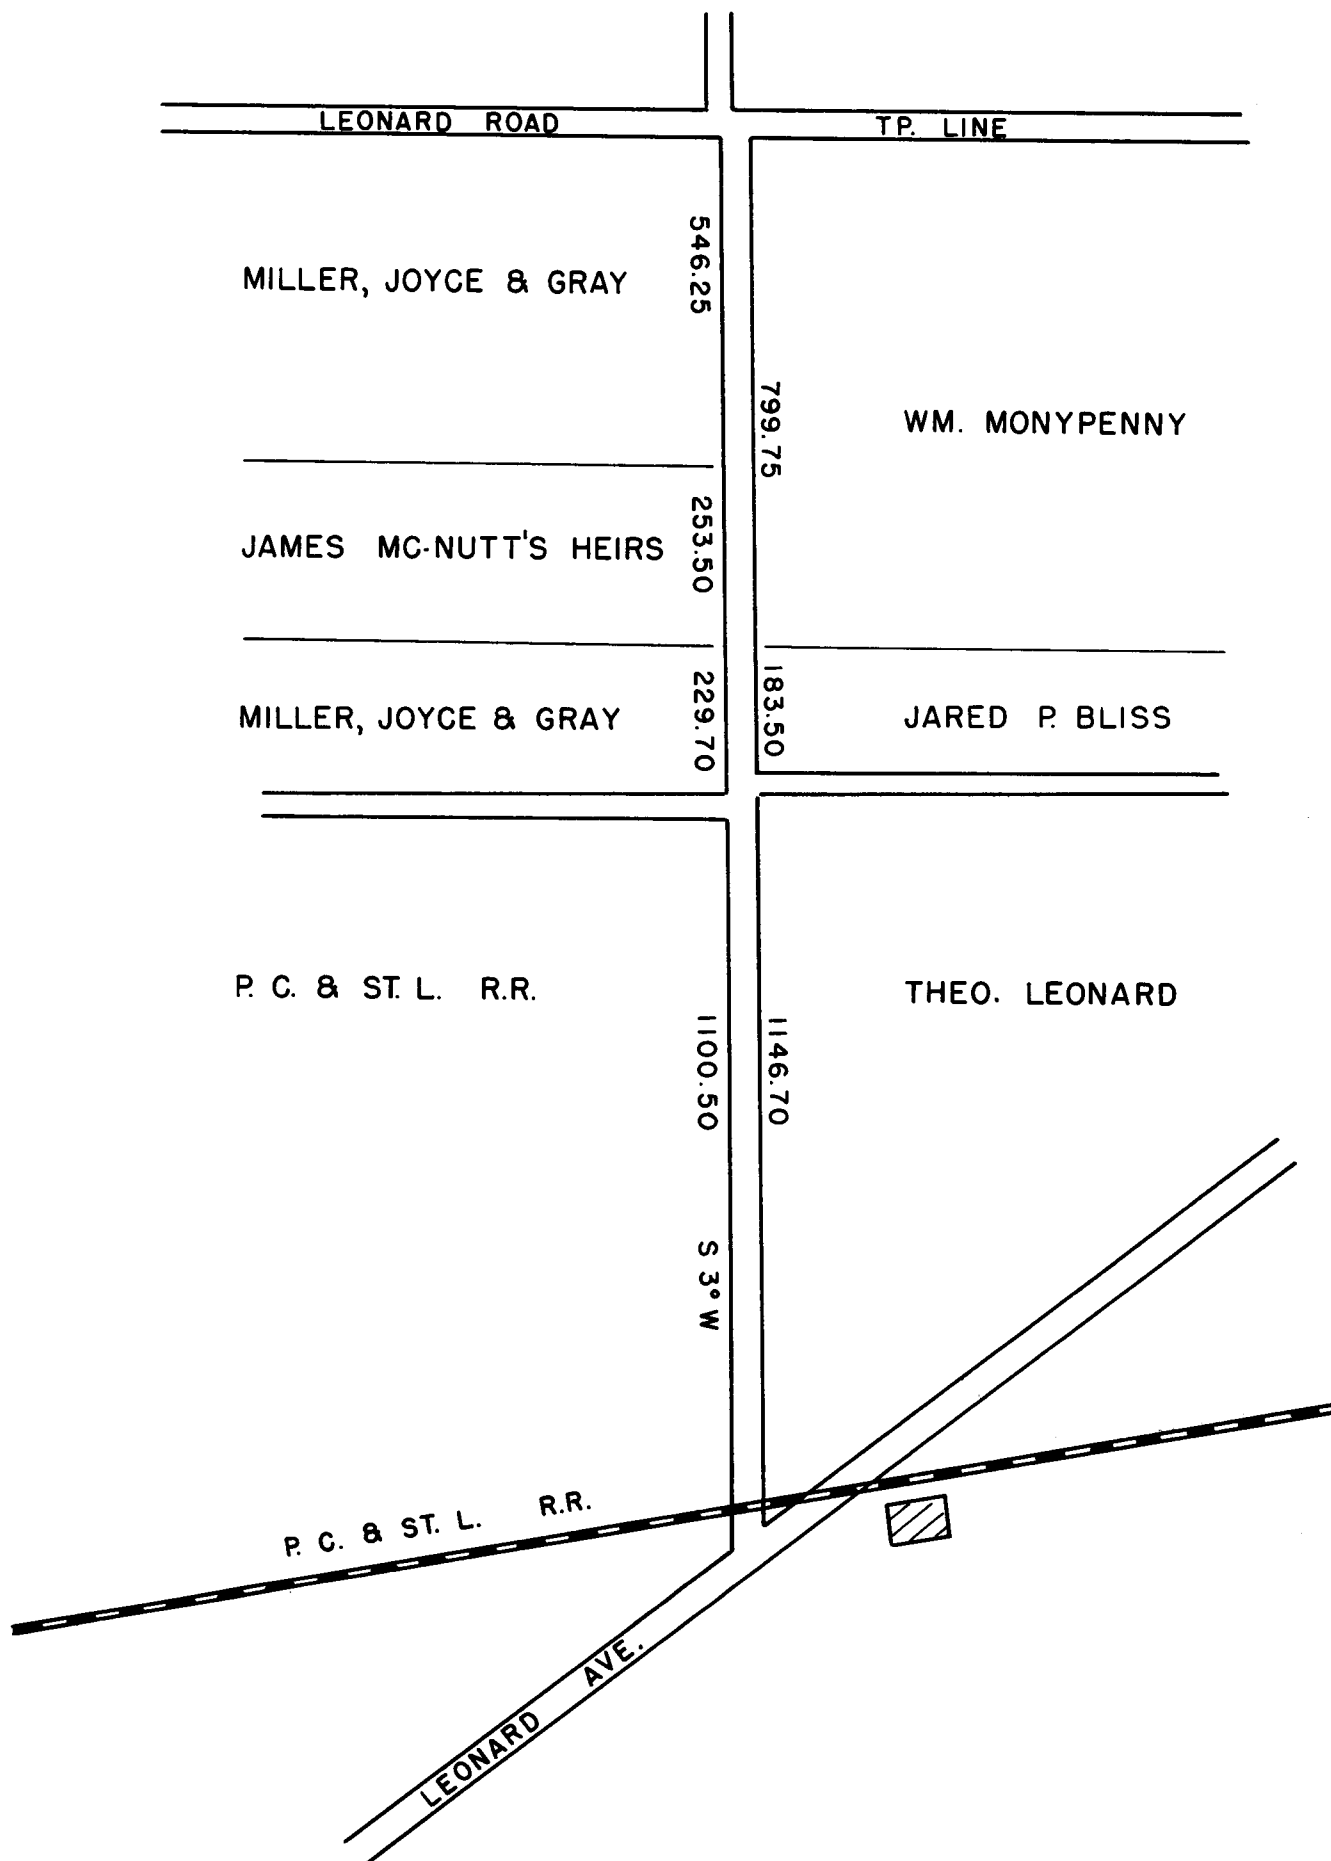 LEONARD ROAD
TP. LINE
546.25
MILLER, JOYCE & GRAY
799.75
WM. MONYPENNY
253.50
JAMES MC-NUTT'S HEIRS
229.70
183.50
MILLER, JOYCE & GRAY
JARED P. BLISS
P. C. & ST. L. R.R.
THEO. LEONARD
1100.50 S 3° W
1146.70
P. C. & ST. L. R.R.
LEONARD AVE.